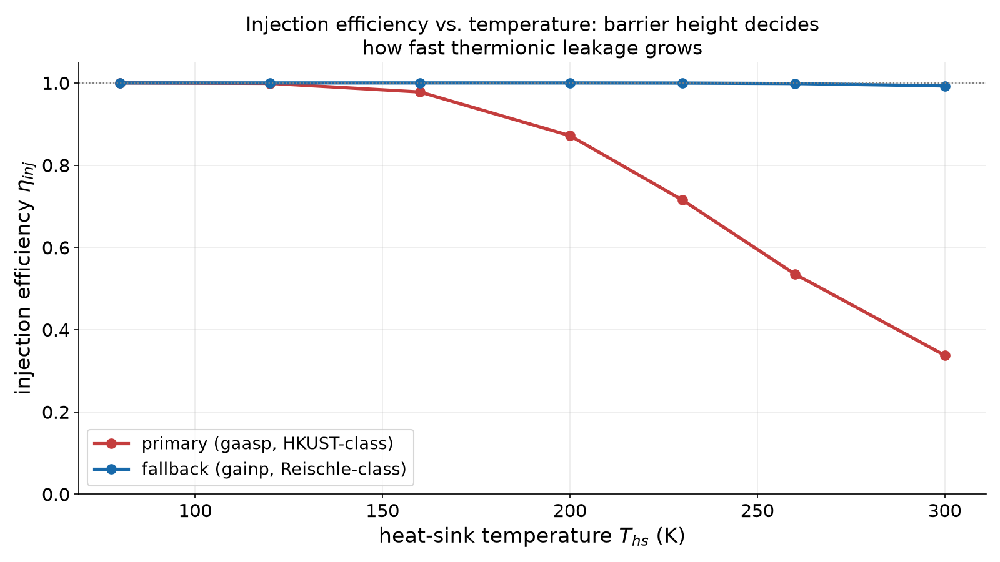 Injection efficiency vs. temperature: barrier height decides
how fast thermionic leakage grows
injection efficiency η_inj
1.0
0.8
0.6
0.4
0.2
0.0
primary (gaasp, HKUST-class)
fallback (gainp, Reischle-class)
100 150 200 250 300
heat-sink temperature T_hs (K)